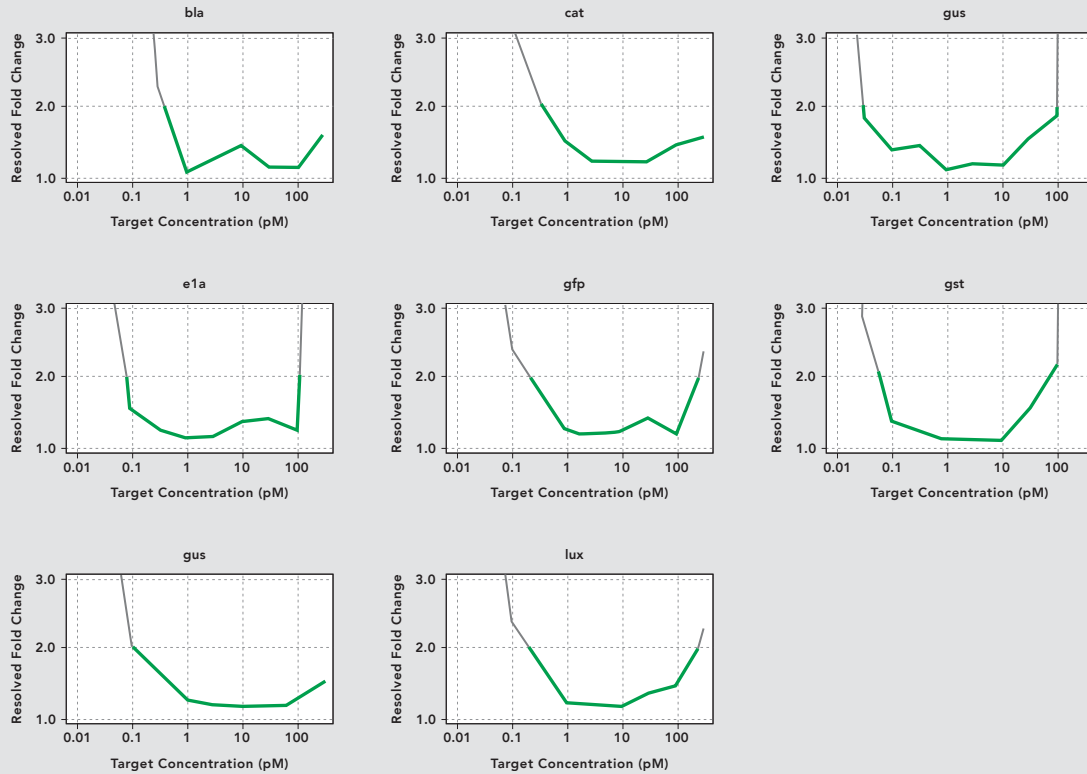 bla
Resolved Fold Change
3.0
2.0
1.0
0.01 0.1 1 10 100
Target Concentration (pM)
cat
Resolved Fold Change
3.0
2.0
1.0
0.01 0.1 1 10 100
Target Concentration (pM)
gus
Resolved Fold Change
3.0
2.0
1.0
0.01 0.1 1 10 100
Target Concentration (pM)
e1a
Resolved Fold Change
3.0
2.0
1.0
0.01 0.1 1 10 100
Target Concentration (pM)
gfp
Resolved Fold Change
3.0
2.0
1.0
0.01 0.1 1 10 100
Target Concentration (pM)
gst
Resolved Fold Change
3.0
2.0
1.0
0.01 0.1 1 10 100
Target Concentration (pM)
gus
Resolved Fold Change
3.0
2.0
1.0
0.01 0.1 1 10 100
Target Concentration (pM)
lux
Resolved Fold Change
3.0
2.0
1.0
0.01 0.1 1 10 100
Target Concentration (pM)